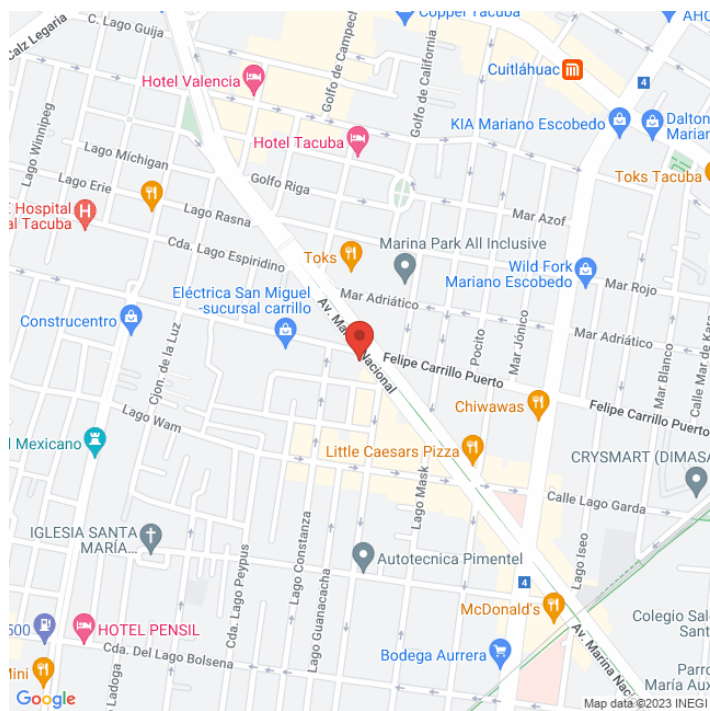 Calz Legaria
C. Lago Guija
Golfo de Campech
Golfo de California
Copper Tacuba
AHO
Cuitláhuac
4
Hotel Valencia
Lago Winnipeg
KIA Mariano Escobedo
Dalton
Marian
Hotel Tacuba
Lago Michigan
Toks Tacuba
Lago Erie
Golfo Riga
Hospital
al Tacuba
Lago Rasna
Mar Azof
Cda. Lago Espiridino
Toks
Marina Park All Inclusive
Wild Fork
Mariano Escobedo
Mar Rojo
Eléctrica San Miguel
-sucursal carrillo
Mar Adriático
Mar Adriático
Construcentro
Cjon. de la Luz
Av. Marina Nacional
Pocito
Mar Jónico
Mar Blanco
Calle Mar de Kara
Felipe Carrillo Puerto
Chiwawas
Felipe Carrillo Puerto
Lago Wam
l Mexicano
Little Caesars Pizza
CRYSMART (DIMASA
Lago Mask
Calle Lago Garda
IGLESIA SANTA
MARÍA...
Lago Constanza
Cda. Lago Peypus
Lago Guanacacha
Autotecnica Pimentel
Lago Iseo
4
McDonald's
Colegio Sale
Sant
500
HOTEL PENSIL
Cda. Del Lago Bolsena
Bodega Aurrera
Av. Marina Nac
Mini
Ladoga
Parro
María Aux
Google
Map data ©2023 INEGI